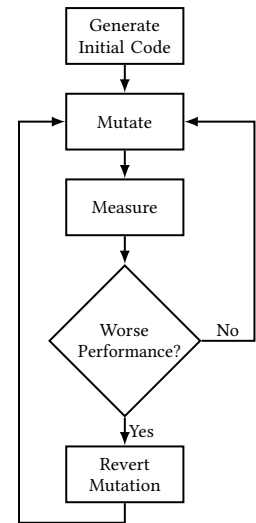 Generate
Initial Code
Mutate
Measure
Worse
Performance?
No
Yes
Revert
Mutation